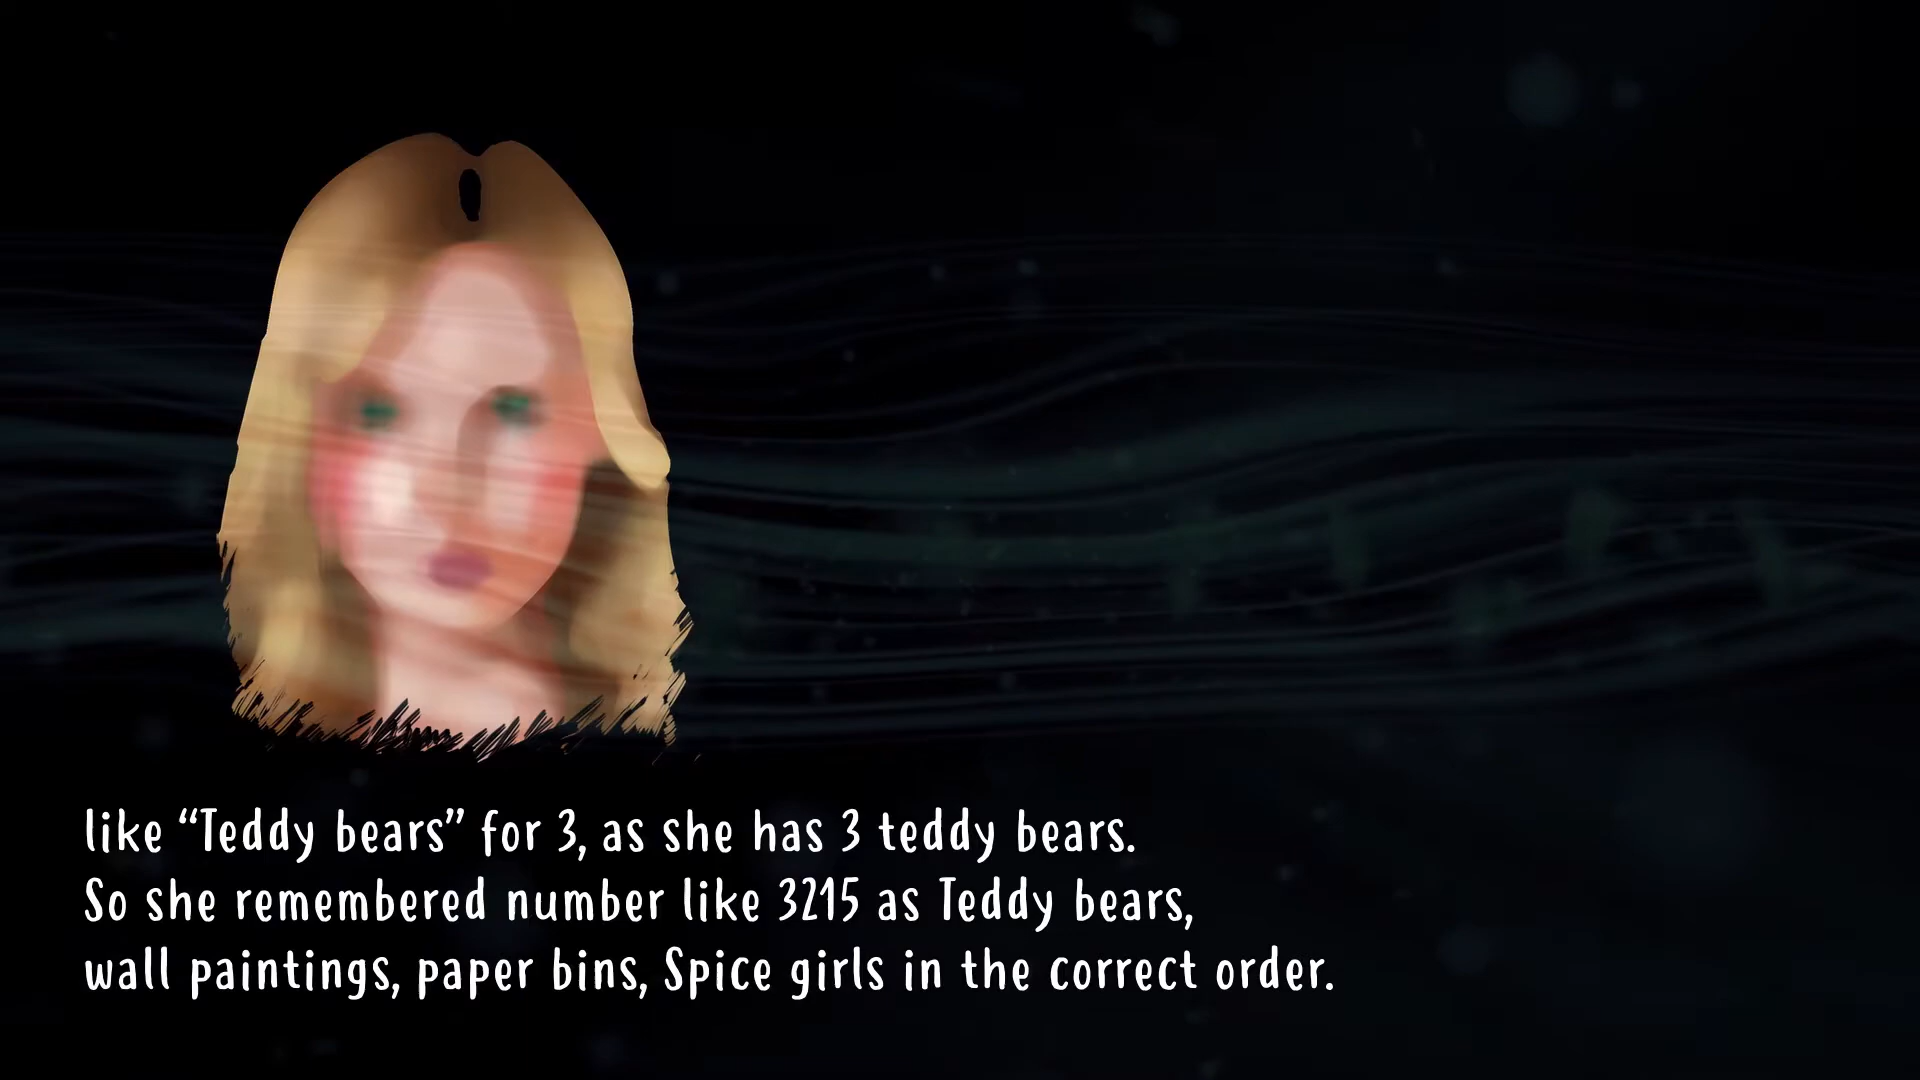 like “Teddy bears” for 3, as she has 3 teddy bears.
So she remembered number like 3215 as Teddy bears,
wall paintings, paper bins, Spice girls in the correct order.